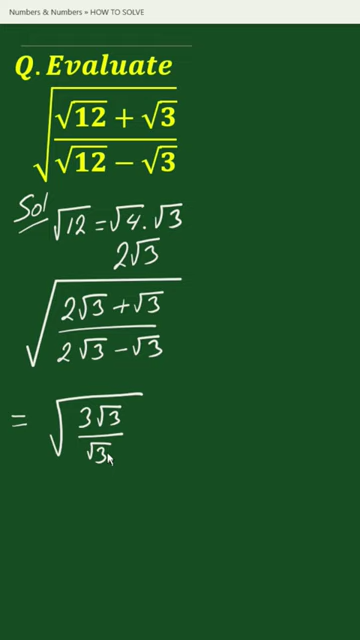 Numbers & Numbers » HOW TO SOLVE
Q. Evaluate
√((√12 + √3)/(√12 − √3))
Sol
√12 = √4 . √3
2√3
√((2√3 + √3)/(2√3 − √3))
= √(3√3/√3)